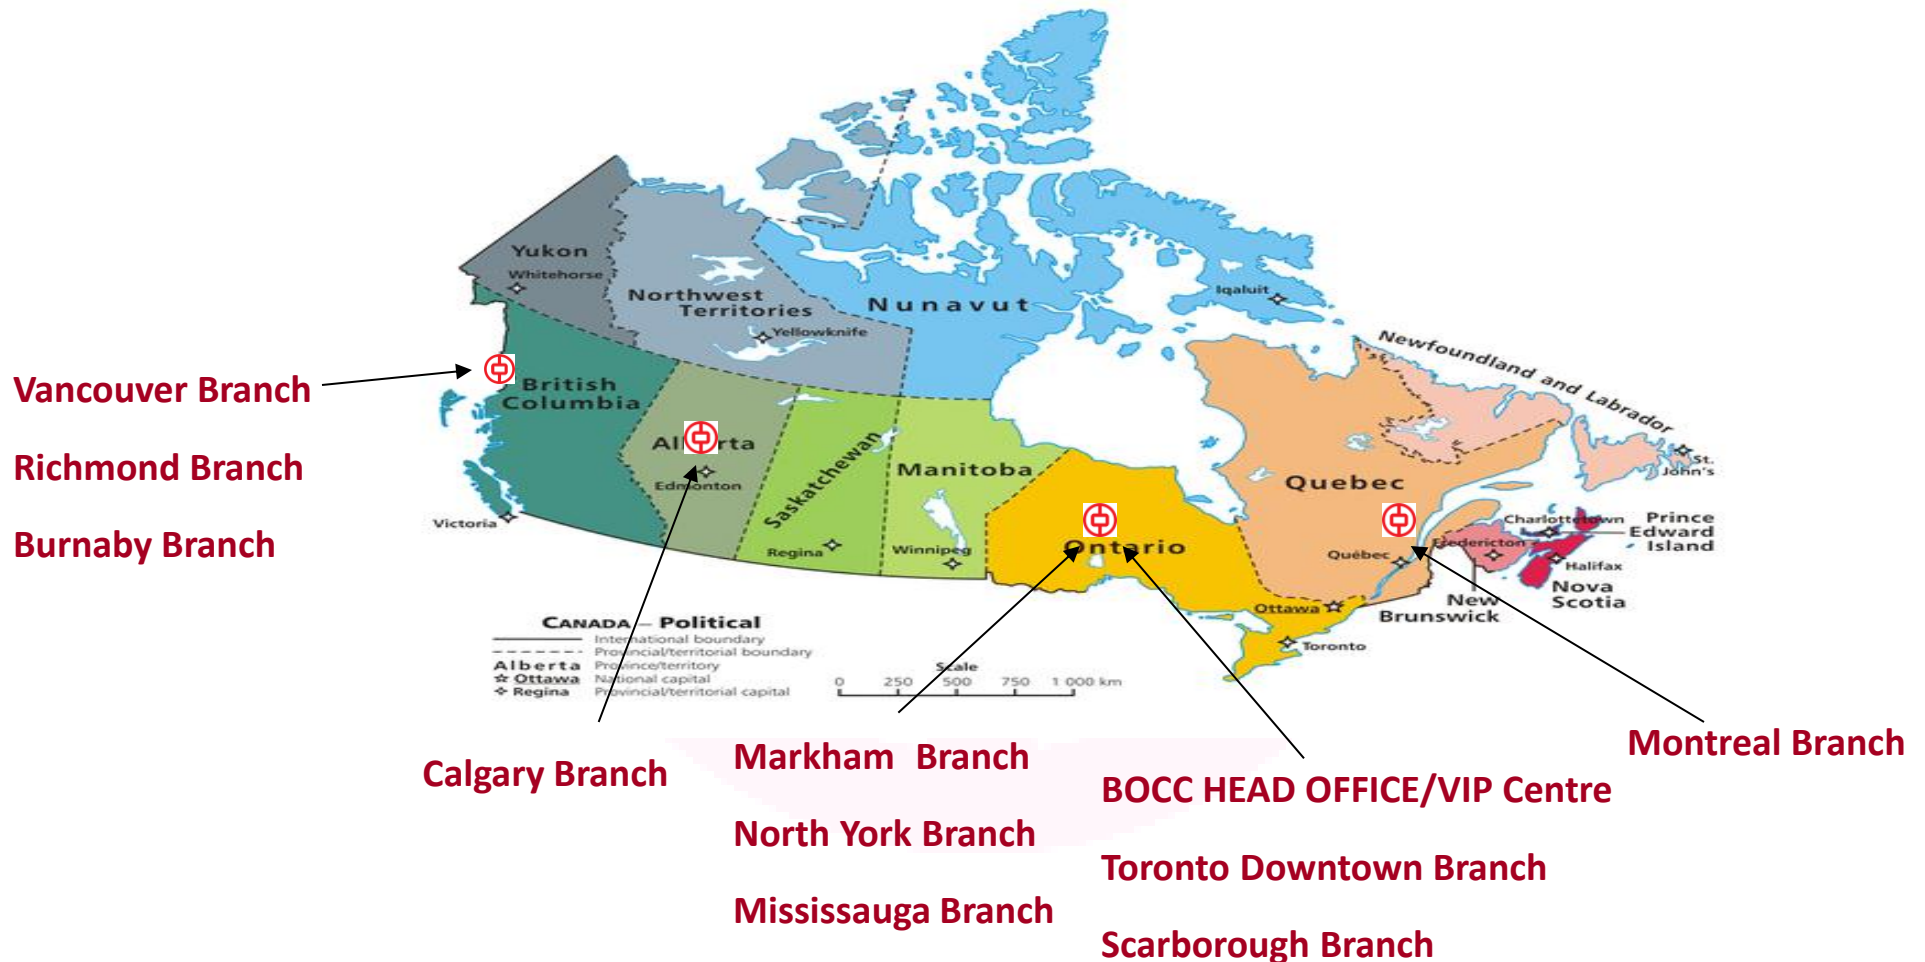 Yukon
Whitehorse
Northwest
Territories
Yellowknife
Nunavut
Iqaluit
Newfoundland and Labrador
St.
John's
Vancouver Branch
Richmond Branch
Burnaby Branch
British
Columbia
Victoria
Alberta
Edmonton
Saskatchewan
Regina
Manitoba
Winnipeg
Ontario
Ottawa
Toronto
Quebec
Québec
Charlottetown
Prince
Edward
Island
Fredericton
Halifax
Nova
Scotia
New
Brunswick
CANADA – Political
International boundary
Provincial/territorial boundary
Alberta Province/territory
Ottawa National capital
Regina Provincial/territorial capital
Scale
0 250 500 750 1 000 km
Calgary Branch
Markham Branch
North York Branch
Mississauga Branch
BOCC HEAD OFFICE/VIP Centre
Toronto Downtown Branch
Scarborough Branch
Montreal Branch